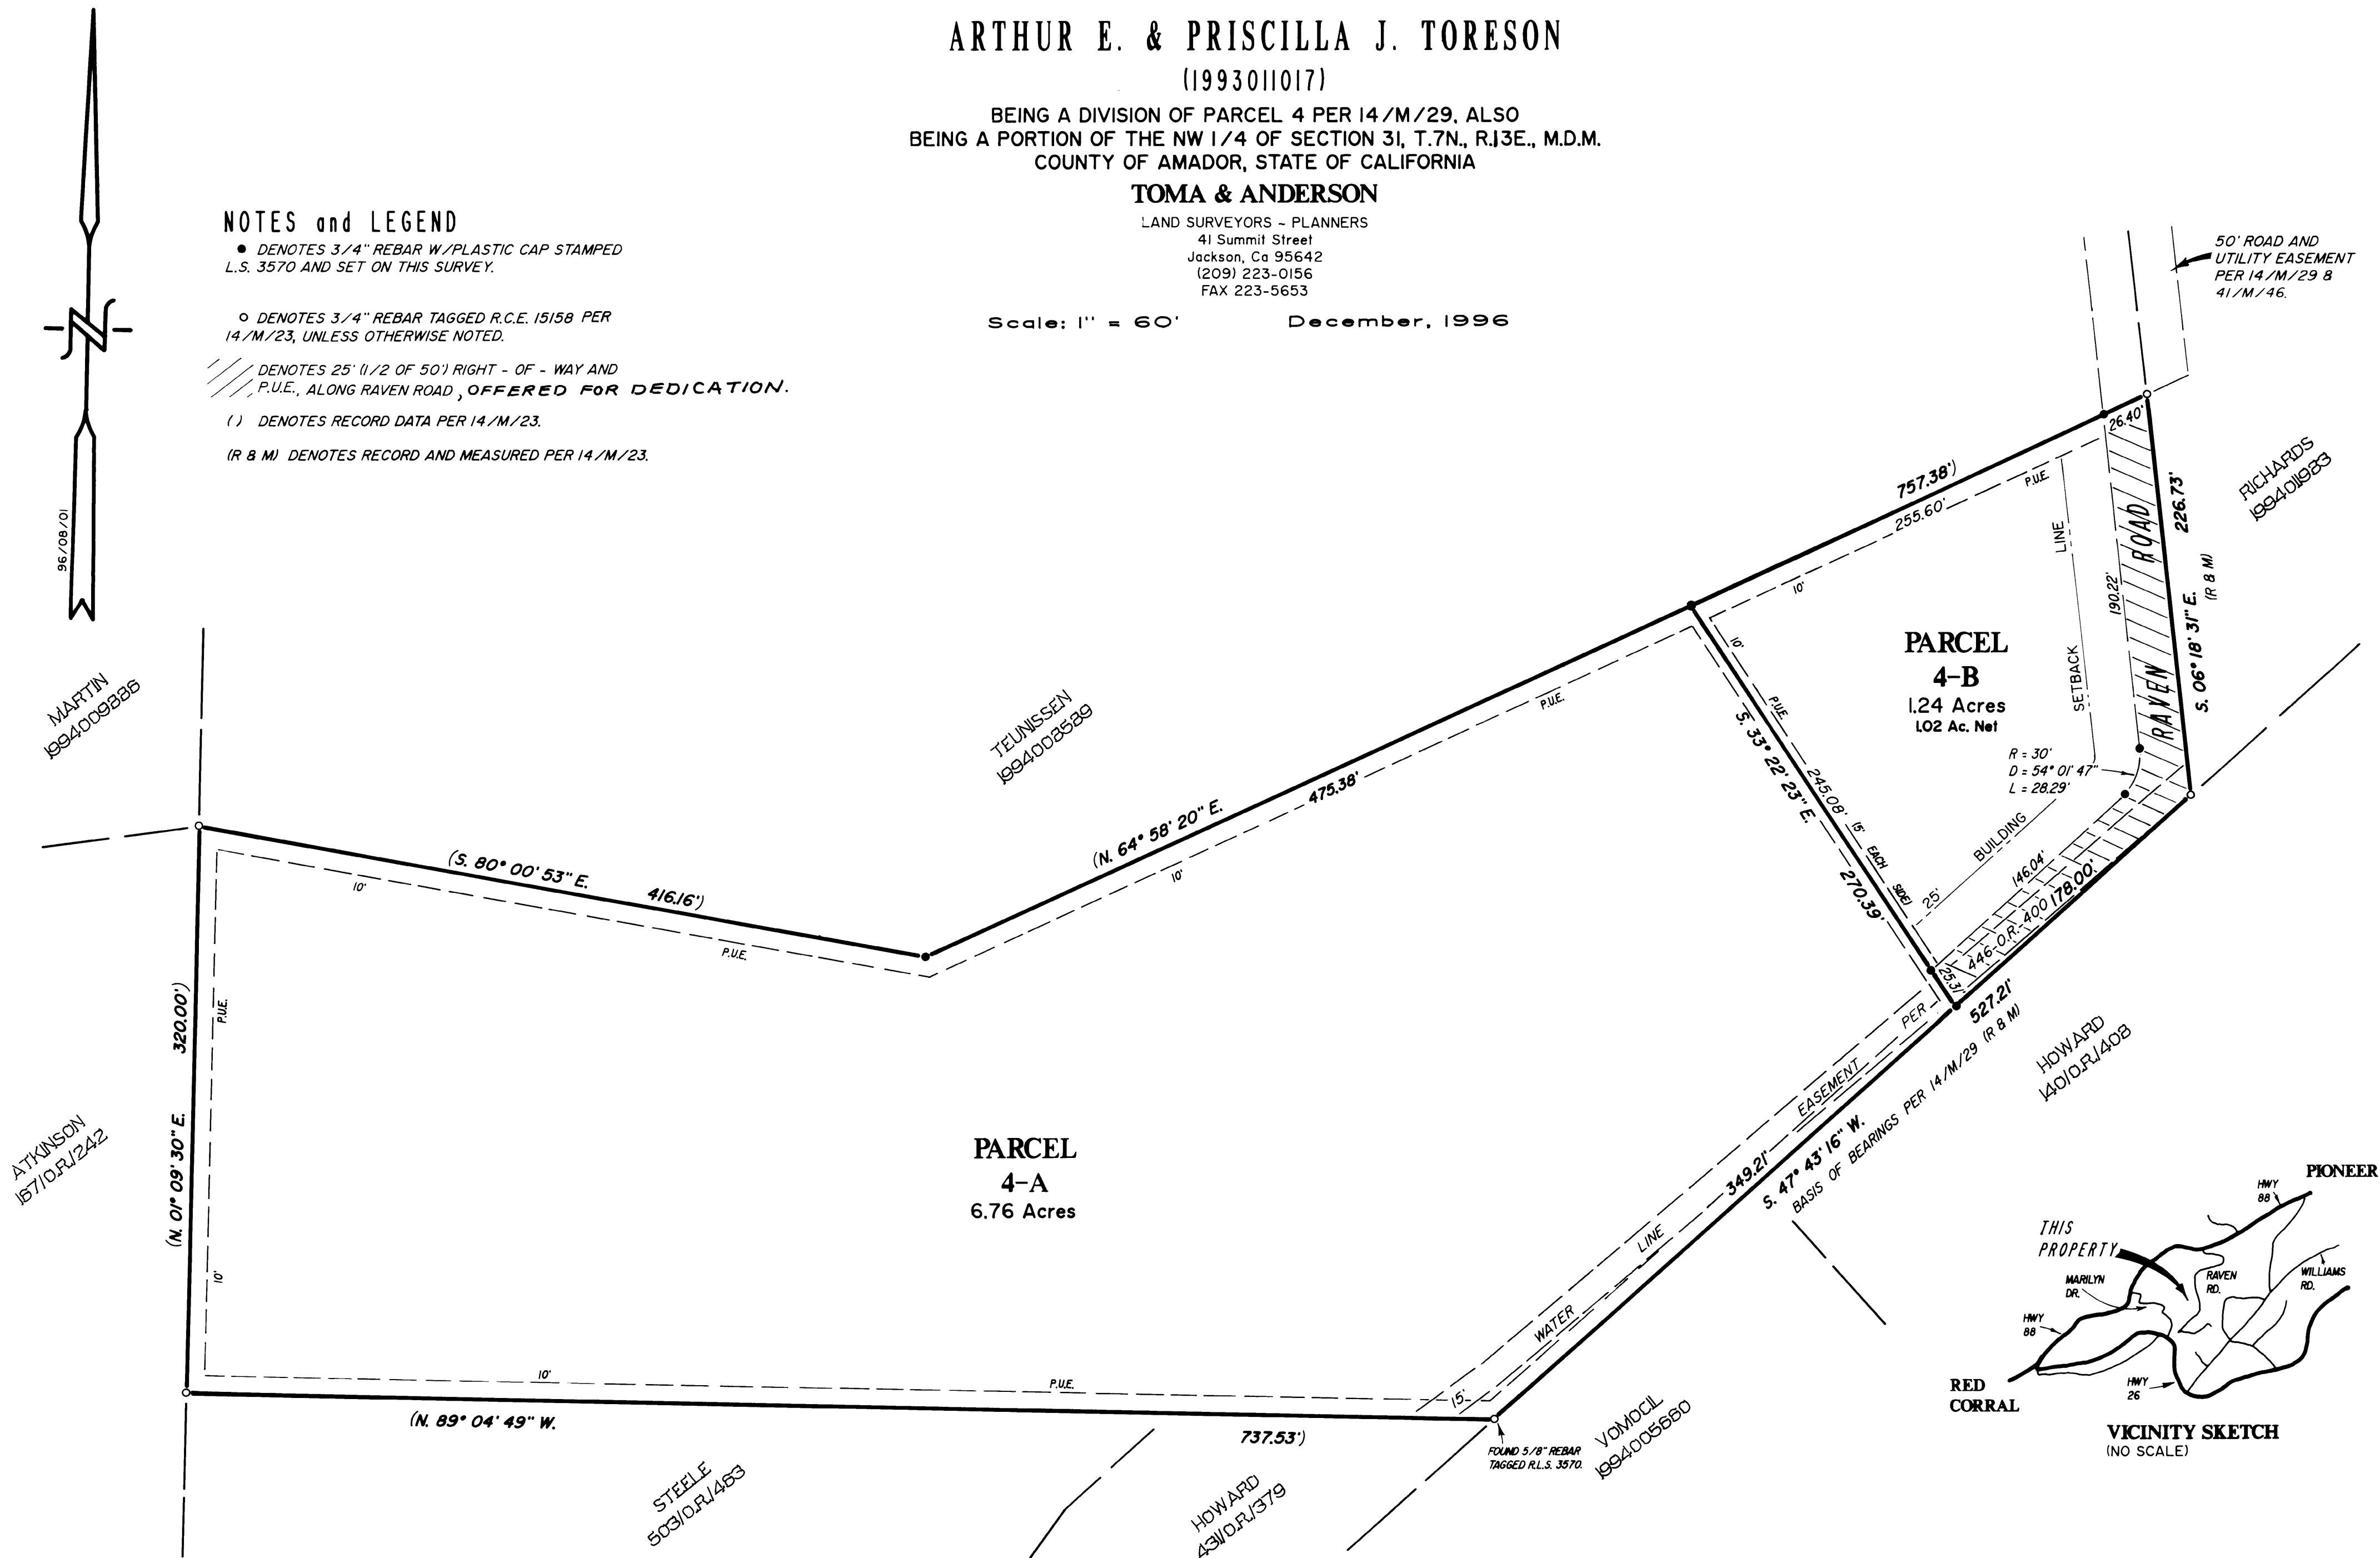 ARTHUR E. & PRISCILLA J. TORESON
(1993011017)
BEING A DIVISION OF PARCEL 4 PER 14/M/29, ALSO
BEING A PORTION OF THE NW 1/4 OF SECTION 31, T.7N., R.13E., M.D.M.
COUNTY OF AMADOR, STATE OF CALIFORNIA
TOMA & ANDERSON
LAND SURVEYORS ~ PLANNERS
41 Summit Street
Jackson, Ca 95642
(209) 223-0156
FAX 223-5653
Scale: 1" = 60' December, 1996
NOTES and LEGEND
● DENOTES 3/4" REBAR W/PLASTIC CAP STAMPED
L.S. 3570 AND SET ON THIS SURVEY.
○ DENOTES 3/4" REBAR TAGGED R.C.E. 15158 PER
14/M/23, UNLESS OTHERWISE NOTED.
DENOTES 25' (1/2 OF 50') RIGHT - OF - WAY AND
P.U.E., ALONG RAVEN ROAD, OFFERED FOR DEDICATION.
( ) DENOTES RECORD DATA PER 14/M/23.
(R & M) DENOTES RECORD AND MEASURED PER 14/M/23.
N
96/08/01
50' ROAD AND
UTILITY EASEMENT
PER 14/M/29 &
41/M/46.
26.40'
757.38')
255.60'
P.U.E.
10'
RICHARDS
1994011983
226.73'
S. 06° 18' 31" E.
(R & M)
RAVEN ROAD
190.22'
SETBACK LINE
PARCEL
4-B
1.24 Acres
1.02 Ac. Net
R = 30'
D = 54° 01' 47"
L = 28.29'
BUILDING
25'
146.04'
178.00'
446-O.R.-400
25.31'
10'
P.U.E.
245.08'
15' EACH SIDE)
S. 33° 22' 23" E.
270.39'
MARTIN
1994009886
TEUNISSEN
1994008589
P.U.E.
475.38'
(N. 64° 58' 20" E.
10'
(S. 80° 00' 53" E.
416.16')
10'
P.U.E.
320.00')
(N. 01° 09' 30" E.
P.U.E.
10'
ATKINSON
167/O.R./242
PARCEL
4-A
6.76 Acres
527.21'
(R & M)
S. 47° 43' 16" W.
BASIS OF BEARINGS PER 14/M/29
349.21'
WATER LINE EASEMENT PER
15'
HOWARD
140/O.R./408
10'
P.U.E.
(N. 89° 04' 49" W.
737.53')
FOUND 5/8" REBAR
TAGGED R.L.S. 3570.
STEELE
503/O.R./463
HOWARD
431/O.R./379
VOMOCIL
1994005660
PIONEER
HWY
88
THIS
PROPERTY
MARILYN
DR.
RAVEN
RD.
WILLIAMS
RD.
HWY
88
RED
CORRAL
HWY
26
VICINITY SKETCH
(NO SCALE)